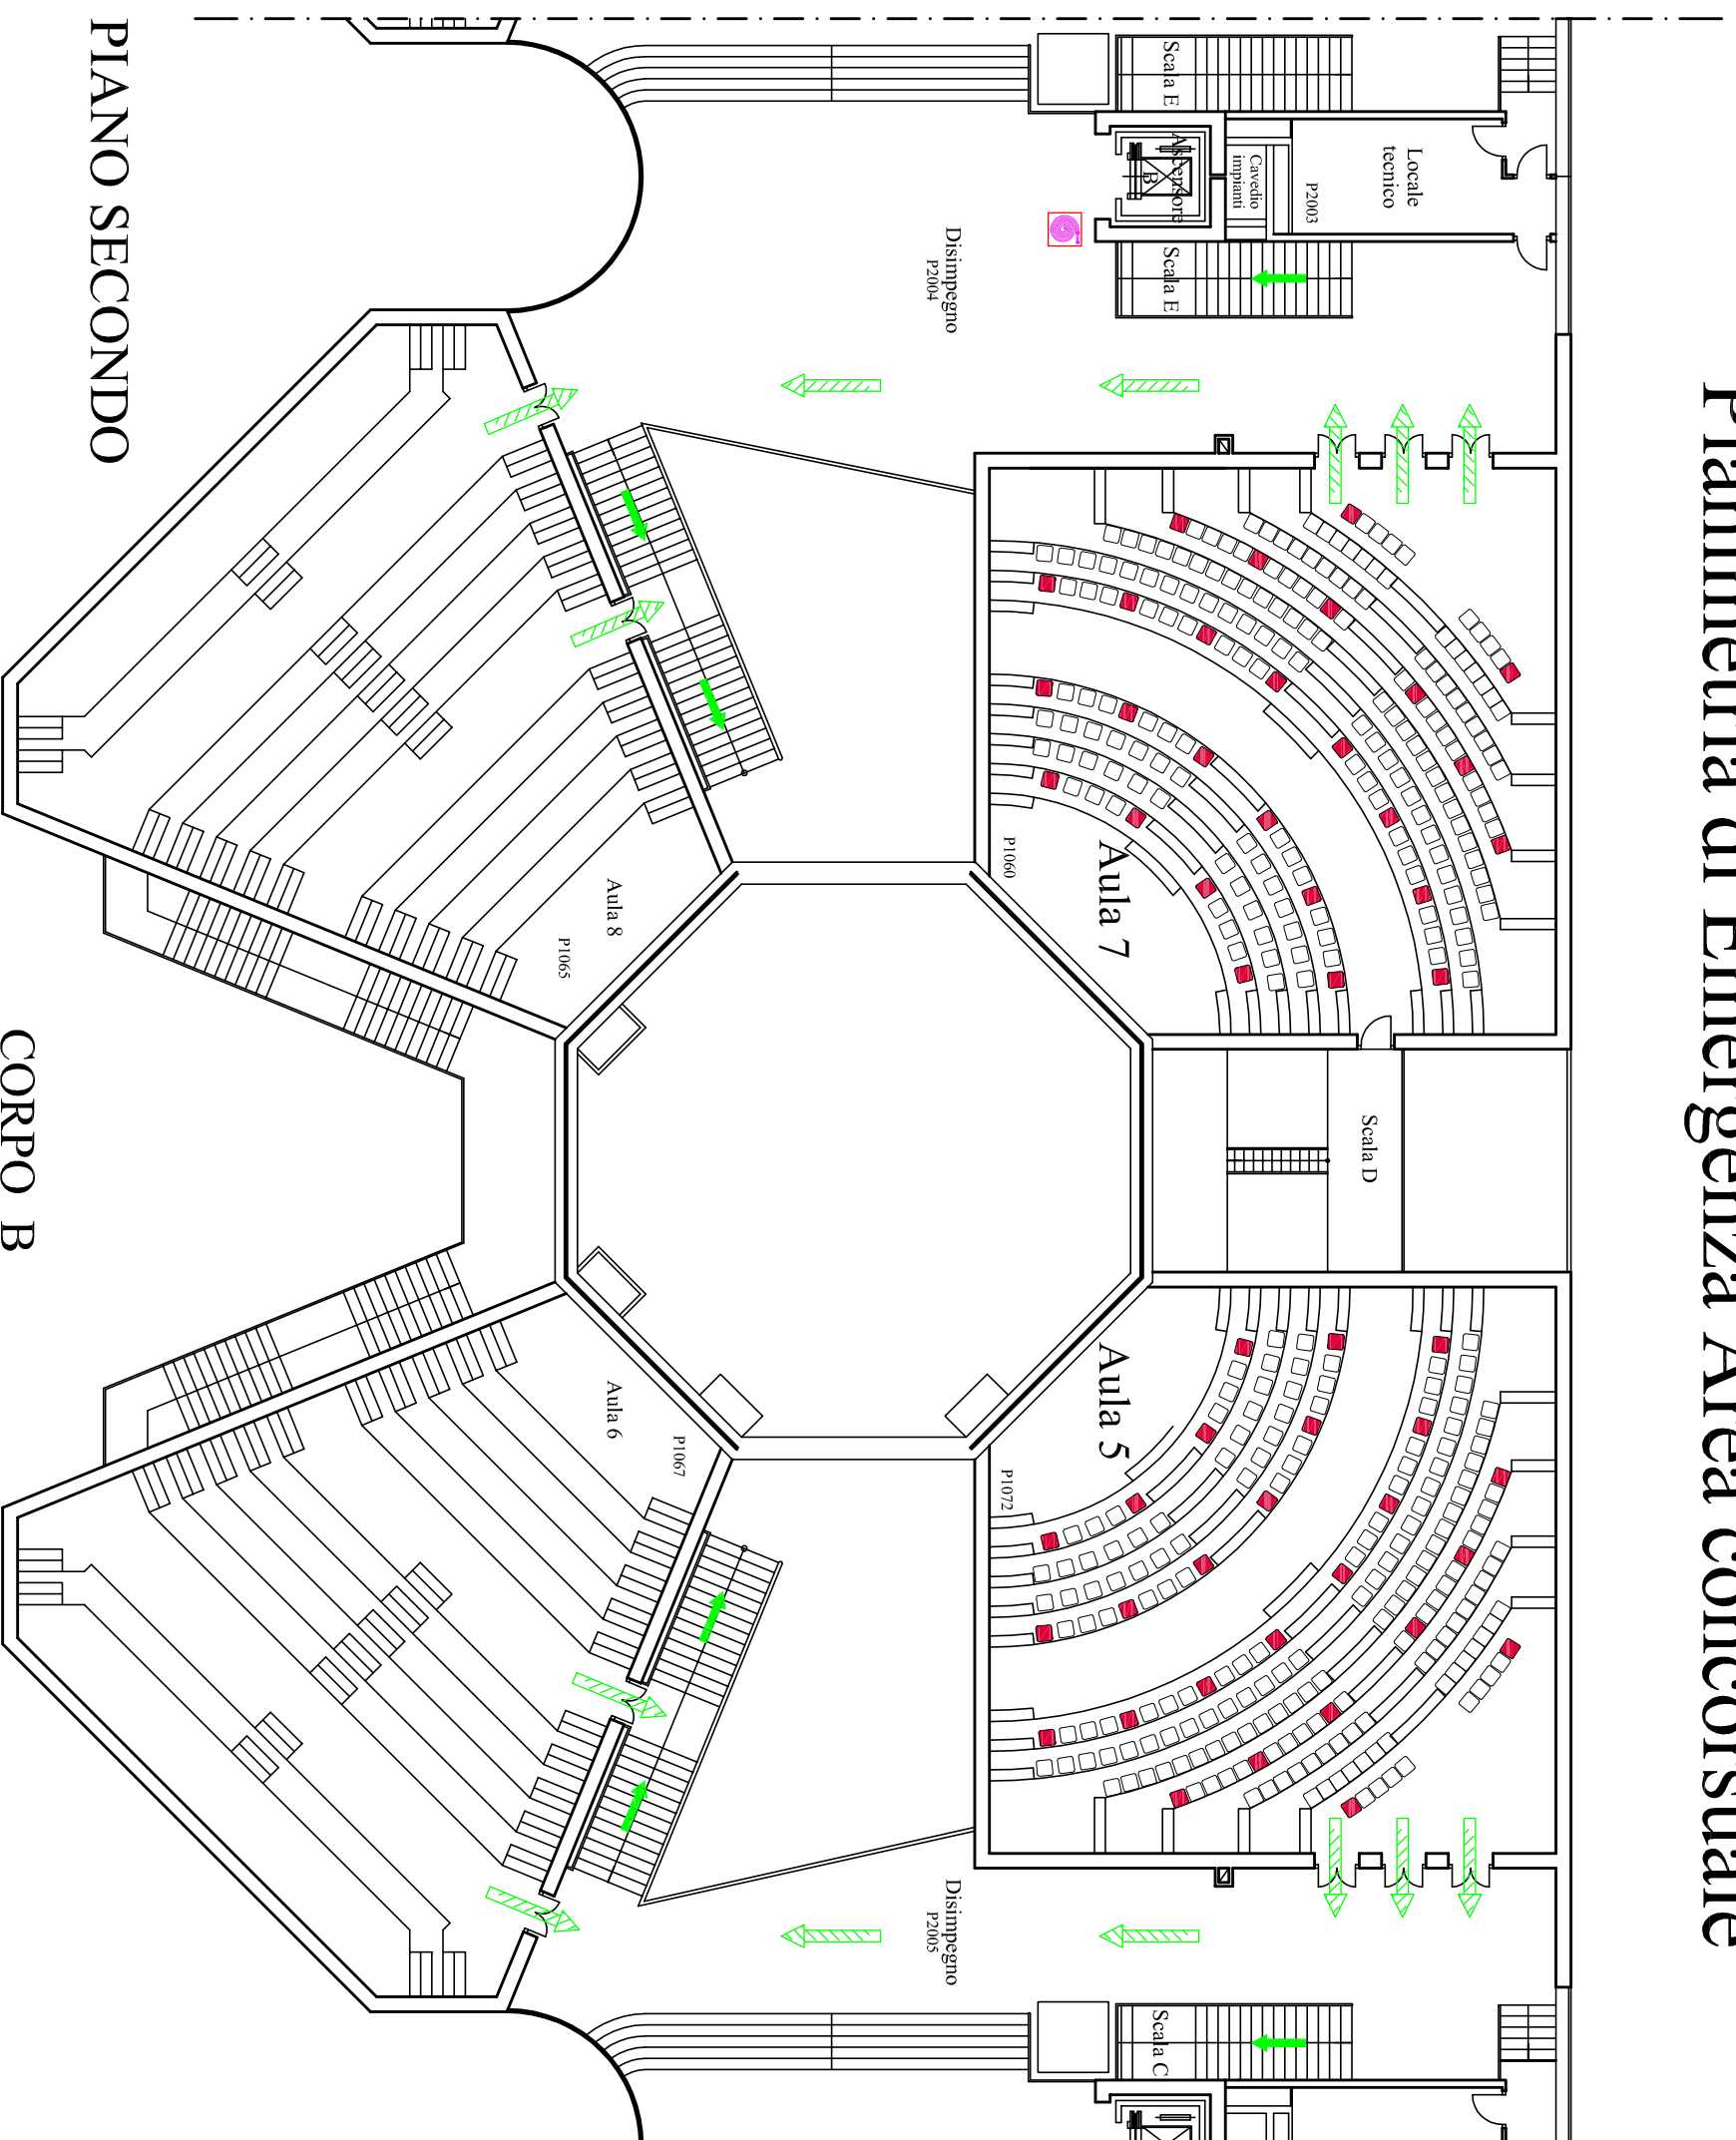 Planimetria di Emergenza Area concorsuale
Locale
tecnico
P2003
Cavedio
impianti
Scala E
Ascensore
B
Scala E
Scala D
Scala C
Aula 7
P1060
Aula 5
P1072
Disimpegno
P2004
Disimpegno
P2005
Aula 8
P1065
Aula 6
P1067
PIANO SECONDO
CORPO B